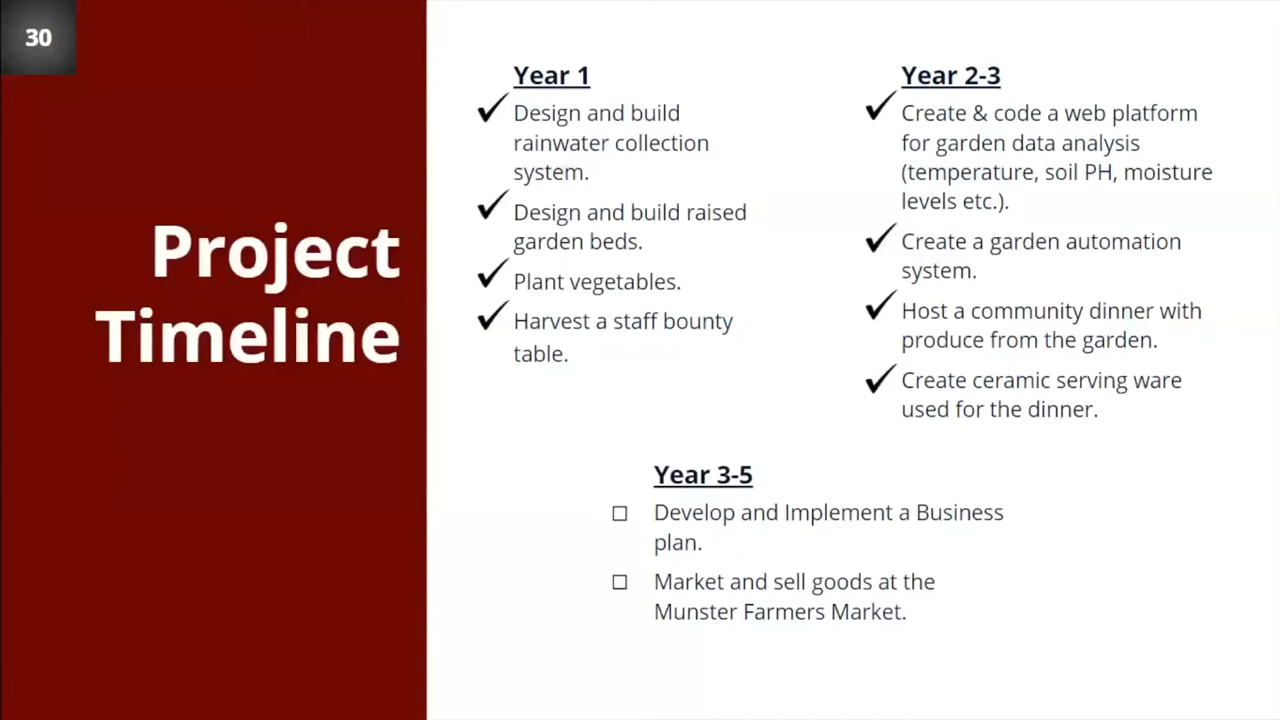 30
Project
Timeline
Year 1
✓ Design and build
rainwater collection
system.
✓ Design and build raised
garden beds.
✓ Plant vegetables.
✓ Harvest a staff bounty
table.
Year 2-3
✓ Create & code a web platform
for garden data analysis
(temperature, soil PH, moisture
levels etc.).
✓ Create a garden automation
system.
✓ Host a community dinner with
produce from the garden.
✓ Create ceramic serving ware
used for the dinner.
Year 3-5
☐ Develop and Implement a Business
plan.
☐ Market and sell goods at the
Munster Farmers Market.